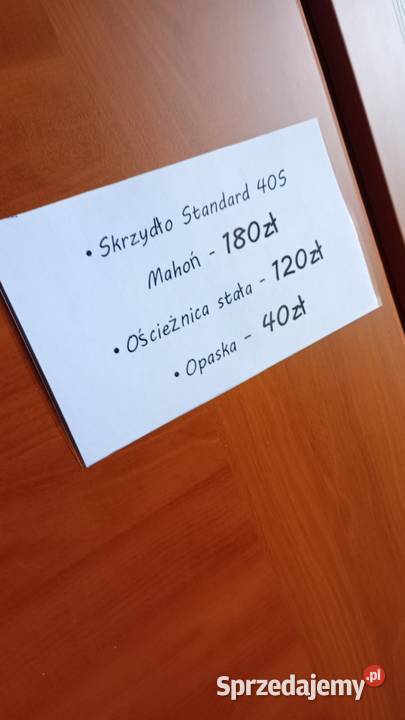 • Skrzydło Standard 40S
Mahoń - 180zł
• Ościeżnica stała - 120zł
• Opaska - 40zł
Sprzedajemy.pl